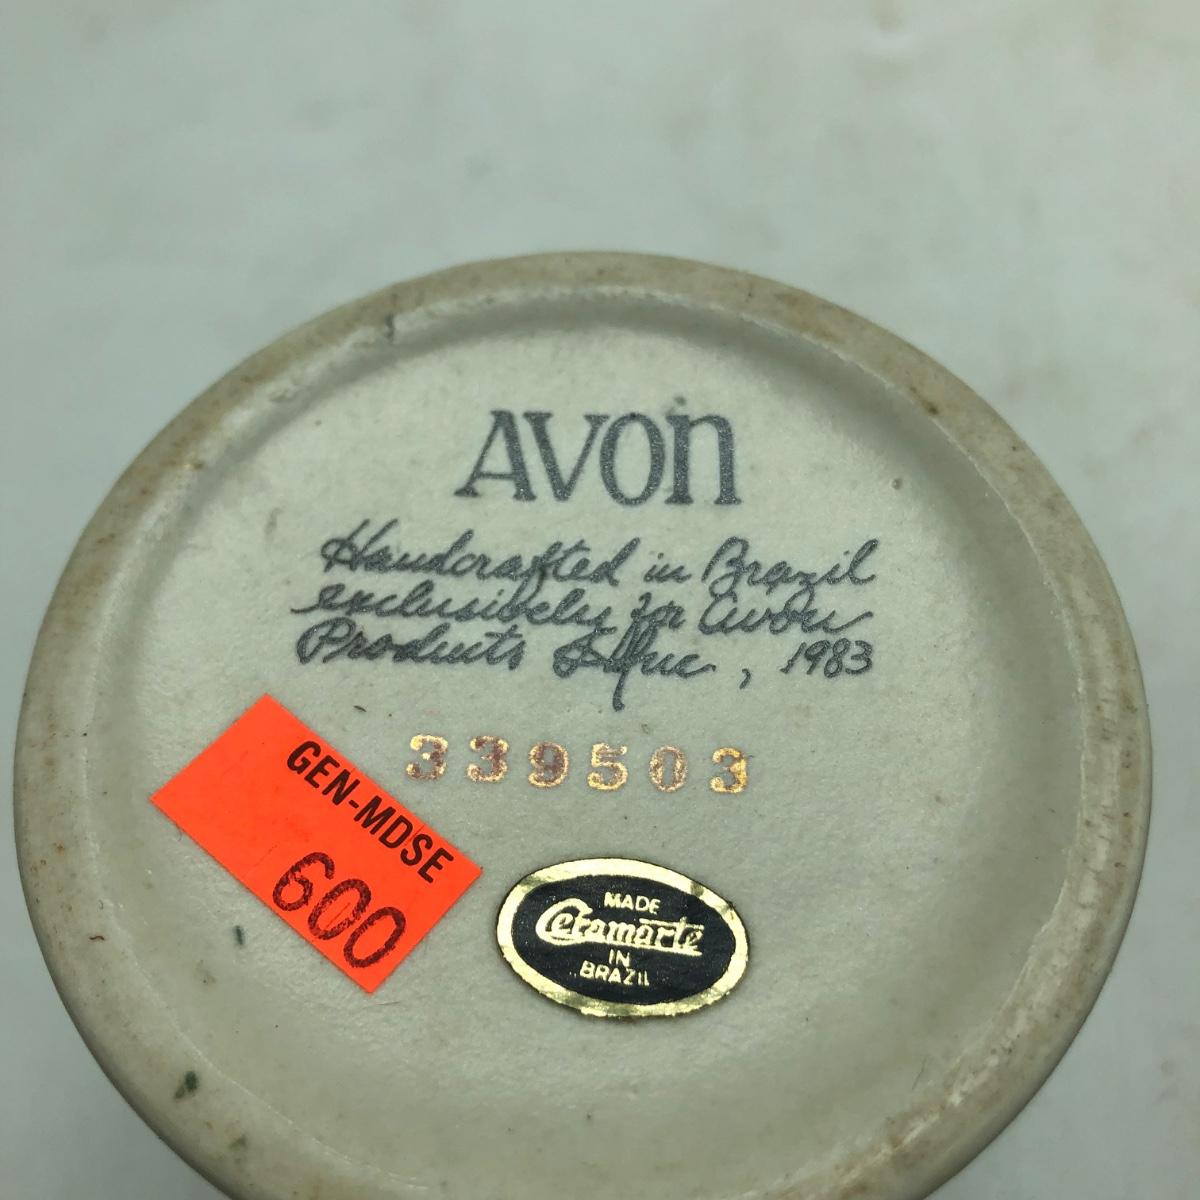 AVON
Handcrafted in Brazil
exclusively for Avon
Products Inc., 1983
339503
GEN-MDSE
600
MADE
Ceramarte
IN
BRAZIL